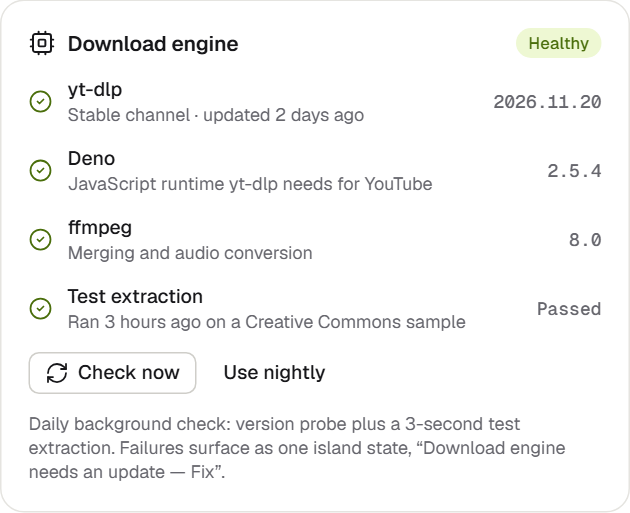 Download engine
Healthy
yt-dlp
Stable channel · updated 2 days ago
2026.11.20
Deno
JavaScript runtime yt-dlp needs for YouTube
2.5.4
ffmpeg
Merging and audio conversion
8.0
Test extraction
Ran 3 hours ago on a Creative Commons sample
Passed
Check now
Use nightly
Daily background check: version probe plus a 3-second test
extraction. Failures surface as one island state, “Download engine
needs an update — Fix”.